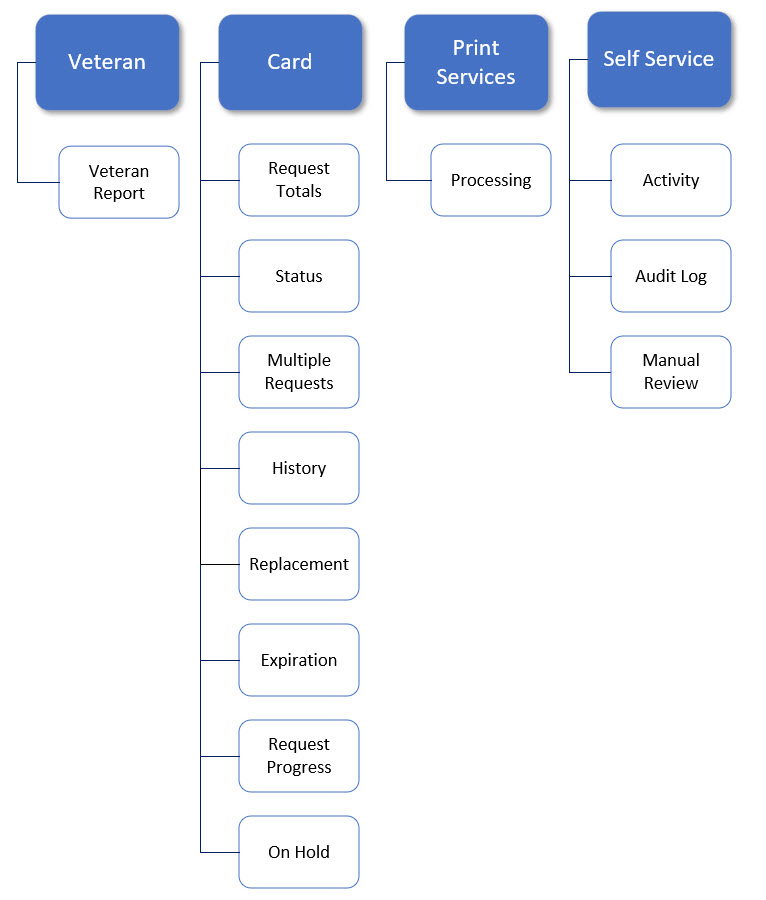 Veteran
Veteran
Report
Card
Request
Totals
Status
Multiple
Requests
History
Replacement
Expiration
Request
Progress
On Hold
Print
Services
Processing
Self Service
Activity
Audit Log
Manual
Review